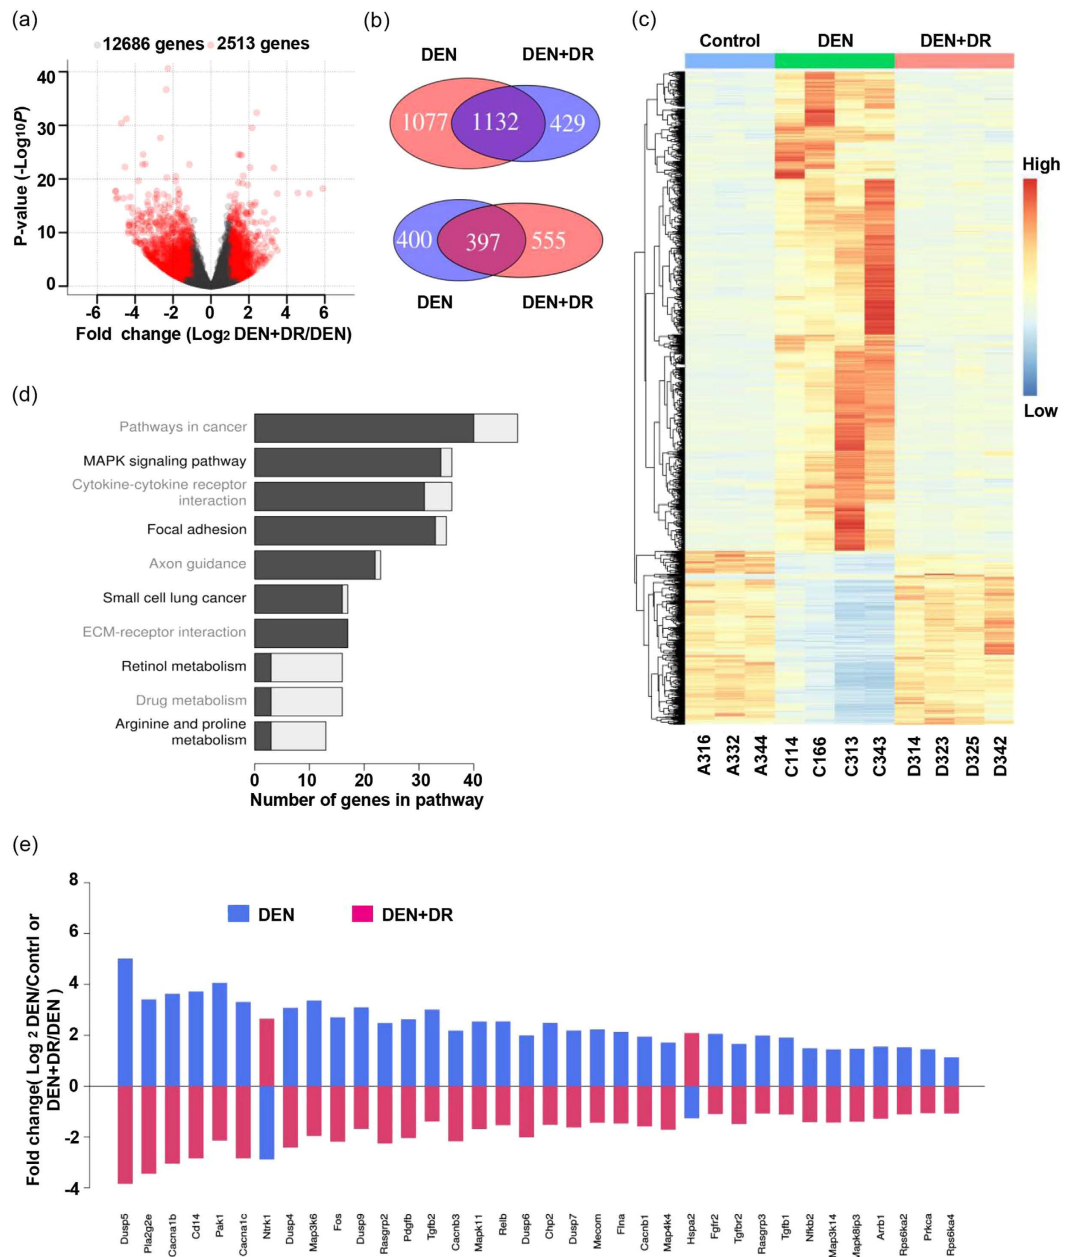 (a)
12686 genes
2513 genes
40
30
20
10
0
-6
-4
-2
0
2
4
6
P-value (-Log10P)
Fold change (Log2 DEN+DR/DEN)
(b)
DEN
DEN+DR
1077
1132
429
400
397
555
DEN
DEN+DR
(c)
Control
DEN
DEN+DR
High
Low
A316
A332
A344
C114
C166
C313
C343
D314
D323
D325
D342
(d)
Pathways in cancer
MAPK signaling pathway
Cytokine-cytokine receptor
interaction
Focal adhesion
Axon guidance
Small cell lung cancer
ECM-receptor interaction
Retinol metabolism
Drug metabolism
Arginine and proline
metabolism
0
10
20
30
40
Number of genes in pathway
(e)
8
6
4
2
0
-2
-4
Fold change( Log 2 DEN/Contrl or
DEN+DR/DEN )
DEN
DEN+DR
Dusp5
Pla2g2e
Cacna1b
Cd14
Pak1
Cacna1c
Ntrk1
Dusp4
Map3k6
Fos
Dusp9
Rasgrp2
Pdgfb
Tgfb2
Cacnb3
Mapk11
Relb
Dusp6
Chp2
Dusp7
Mecom
Flna
Cacnb1
Map4k4
Hspa2
Fgfr2
Tgfbr2
Rasgrp3
Tgfb1
Nfkb2
Map3k14
Mapk8ip3
Arrb1
Rps6ka2
Prkca
Rps6ka4